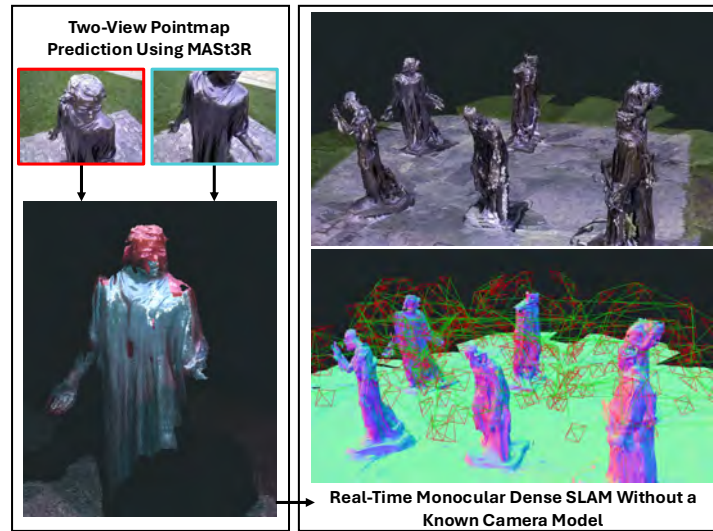 Two-View Pointmap
Prediction Using MASt3R
Real-Time Monocular Dense SLAM Without a
Known Camera Model